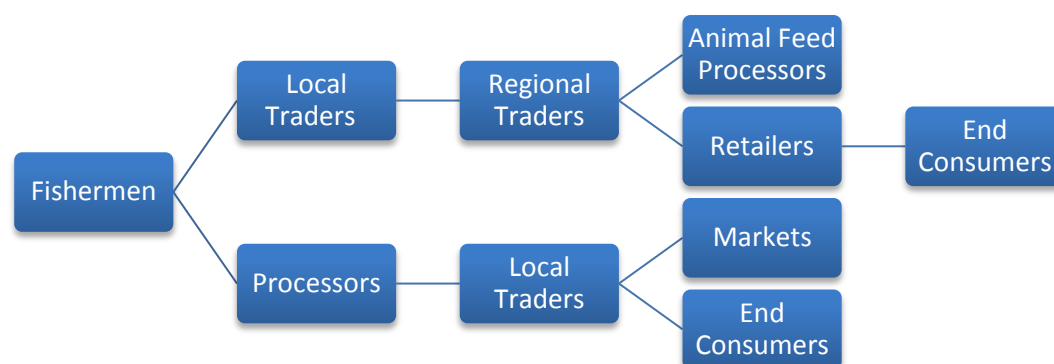 Fishermen
Local
Traders
Regional
Traders
Animal Feed
Processors
Retailers
End
Consumers
Processors
Local
Traders
Markets
End
Consumers